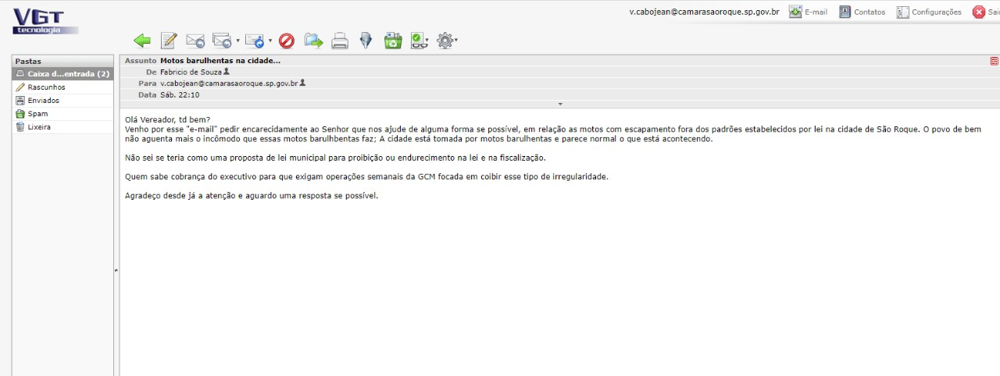 VGT
tecnologia
v.cabojean@camarasaoroque.sp.gov.br E-mail Contatos Configurações Sair
Pastas
Caixa d...entrada (2)
Rascunhos
Enviados
Spam
Lixeira
Assunto Motos barulhentas na cidade...
De Fabricio de Souza
Para v.cabojean@camarasaoroque.sp.gov.br
Data Sáb. 22:10
Olá Vereador, td bem?
Venho por esse "e-mail" pedir encarecidamente ao Senhor que nos ajude de alguma forma se possível, em relação as motos com escapamento fora dos padrões estabelecidos por lei na cidade de São Roque. O povo de bem
não aguenta mais o incômodo que essas motos barulhbentas faz; A cidade está tomada por motos barulhentas e parece normal o que está acontecendo.
Não sei se teria como uma proposta de lei municipal para proibição ou endurecimento na lei e na fiscalização.
Quem sabe cobrança do executivo para que exigam operações semanais da GCM focada em coibir esse tipo de irregularidade.
Agradeço desde já a atenção e aguardo uma resposta se possível.